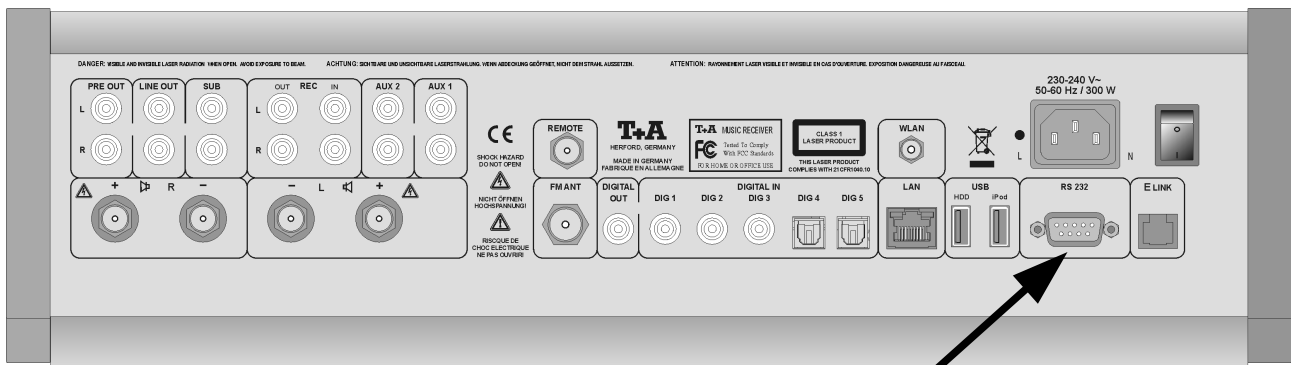 DANGER: VISIBLE AND INVISIBLE LASER RADIATION WHEN OPEN. AVOID EXPOSURE TO BEAM.
ACHTUNG: SICHTBARE UND UNSICHTBARE LASERSTRAHLUNG. WENN ABDECKUNG GEÖFFNET, NICHT DEM STRAHL AUSSETZEN.
ATTENTION: RAYONNEMENT LASER VISIBLE ET INVISIBLE EN CAS D'OUVERTURE. EXPOSITION DANGEREUSE AU FAISCEAU.
PRE OUT
LINE OUT
SUB
OUT REC IN
AUX 2
AUX 1
L
R
L
R
+ R -
- L +
CE
SHOCK HAZARD
DO NOT OPEN!
NICHT ÖFFNEN
HOCHSPANNUNG!
RISCQUE DE
CHOC ELECTRIQUE
NE PAS OUVRIR!
REMOTE
T+A
HERFORD, GERMANY
MADE IN GERMANY
FABRIQUE EN ALLEMAGNE
T+A MUSIC RECEIVER
FC Tested To Comply
With FCC Standards
FOR HOME OR OFFICE USE
CLASS 1
LASER PRODUCT
THIS LASER PRODUCT
COMPLIES WITH 21CFR1040.10
WLAN
230-240 V~
50-60 Hz / 300 W
L
N
FM ANT
DIGITAL
OUT
DIGITAL IN
DIG 1
DIG 2
DIG 3
DIG 4
DIG 5
LAN
USB
HDD
iPod
RS 232
E LINK